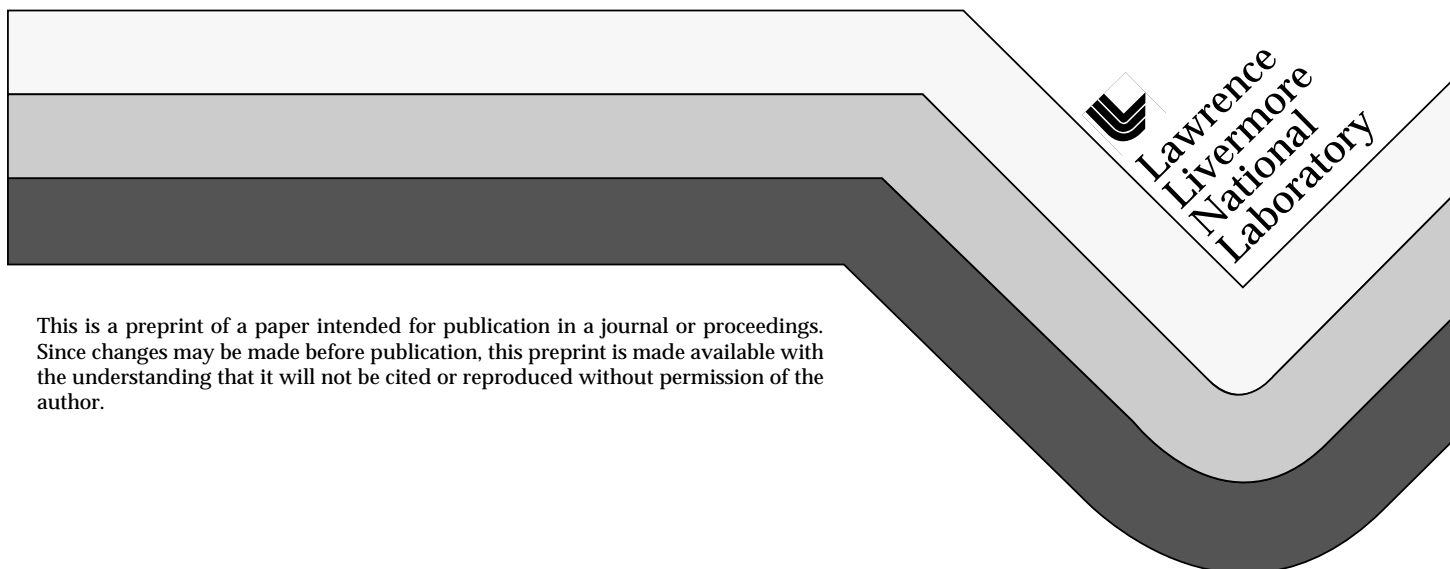 Lawrence
Livermore
National
Laboratory
This is a preprint of a paper intended for publication in a journal or proceedings.
Since changes may be made before publication, this preprint is made available with
the understanding that it will not be cited or reproduced without permission of the
author.